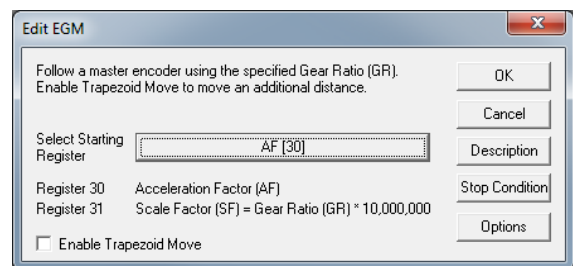 Edit EGM
Follow a master encoder using the specified Gear Ratio (GR).
Enable Trapezoid Move to move an additional distance.
OK
Cancel
Select Starting
Register
AF [30]
Description
Register 30 Acceleration Factor (AF)
Register 31 Scale Factor (SF) = Gear Ratio (GR) * 10,000,000
Stop Condition
Options
Enable Trapezoid Move